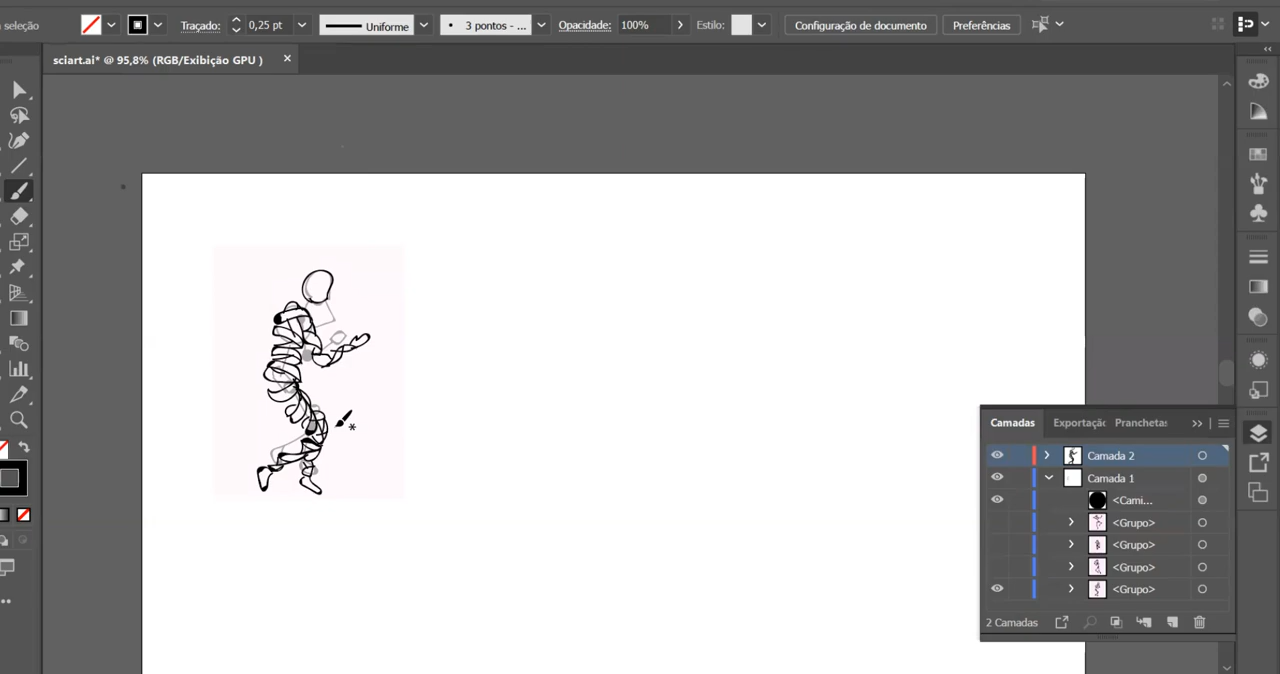 seleção Traçado: 0,25 pt Uniforme 3 pontos - ... Opacidade: 100% Estilo: Configuração de documento Preferências
sciart.ai* @ 95,8% (RGB/Exibição GPU ) ×
Camadas Exportação Pranchetas
Camada 2
Camada 1
<Cami...
<Grupo>
<Grupo>
<Grupo>
<Grupo>
2 Camadas